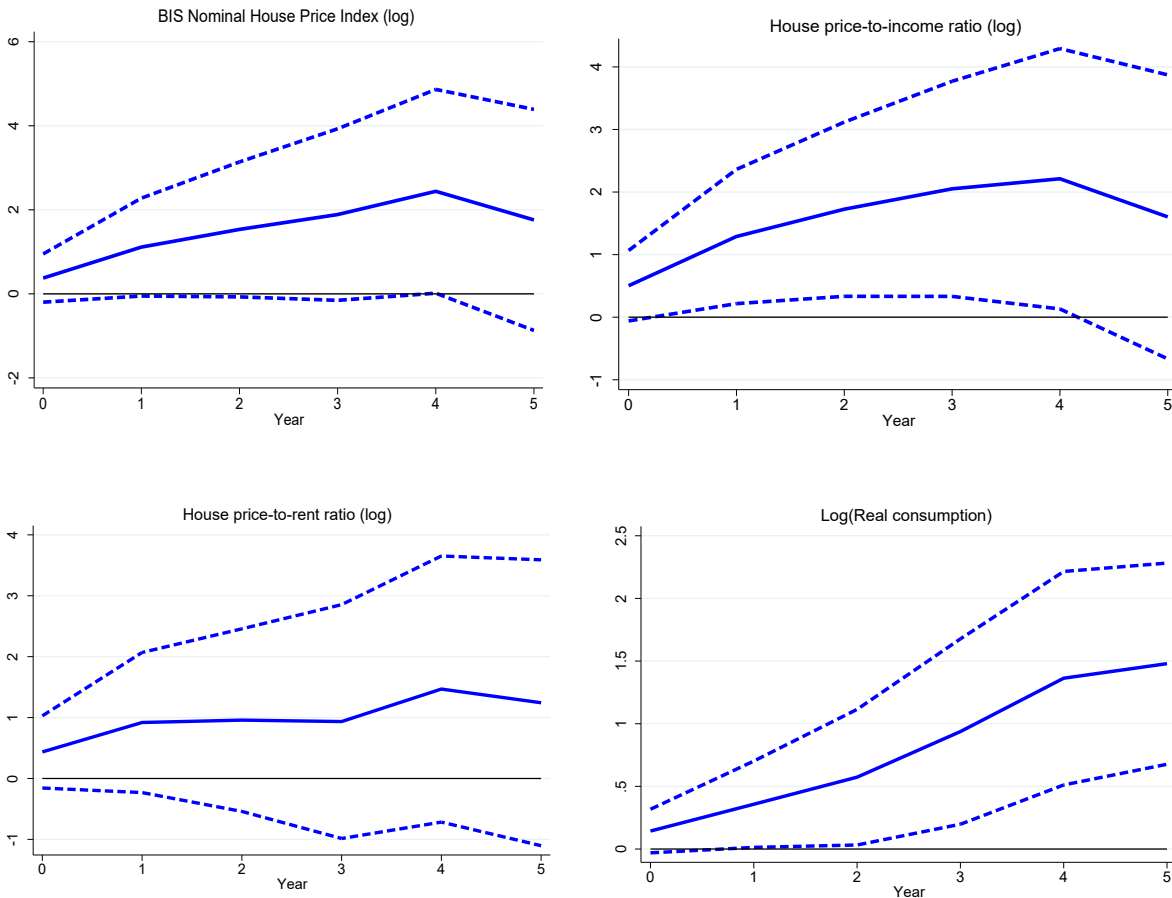 BIS Nominal House Price Index (log)
6
4
2
0
-2
0 1 2 3 4 5
Year
House price-to-income ratio (log)
4
3
2
1
0
-1
0 1 2 3 4 5
Year
House price-to-rent ratio (log)
4
3
2
1
0
-1
0 1 2 3 4 5
Year
Log(Real consumption)
2.5
2
1.5
1
.5
0
0 1 2 3 4 5
Year